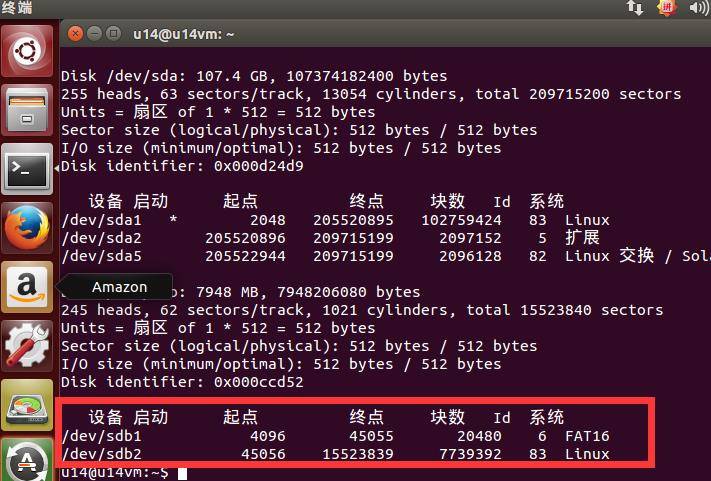 终端
拼
u14@u14vm: ~
Disk /dev/sda: 107.4 GB, 107374182400 bytes
255 heads, 63 sectors/track, 13054 cylinders, total 209715200 sectors
Units = 扇区 of 1 * 512 = 512 bytes
Sector size (logical/physical): 512 bytes / 512 bytes
I/O size (minimum/optimal): 512 bytes / 512 bytes
Disk identifier: 0x000d24d9
设备 启动 起点 终点 块数 Id 系统
/dev/sda1 * 2048 205520895 102759424 83 Linux
/dev/sda2 205520896 209715199 2097152 5 扩展
/dev/sda5 205522944 209715199 2096128 82 Linux 交换 / Sola
Amazon
: 7948 MB, 7948206080 bytes
245 heads, 62 sectors/track, 1021 cylinders, total 15523840 sectors
Units = 扇区 of 1 * 512 = 512 bytes
Sector size (logical/physical): 512 bytes / 512 bytes
I/O size (minimum/optimal): 512 bytes / 512 bytes
Disk identifier: 0x000ccd52
设备 启动 起点 终点 块数 Id 系统
/dev/sdb1 4096 45055 20480 6 FAT16
/dev/sdb2 45056 15523839 7739392 83 Linux
u14@u14vm:~$